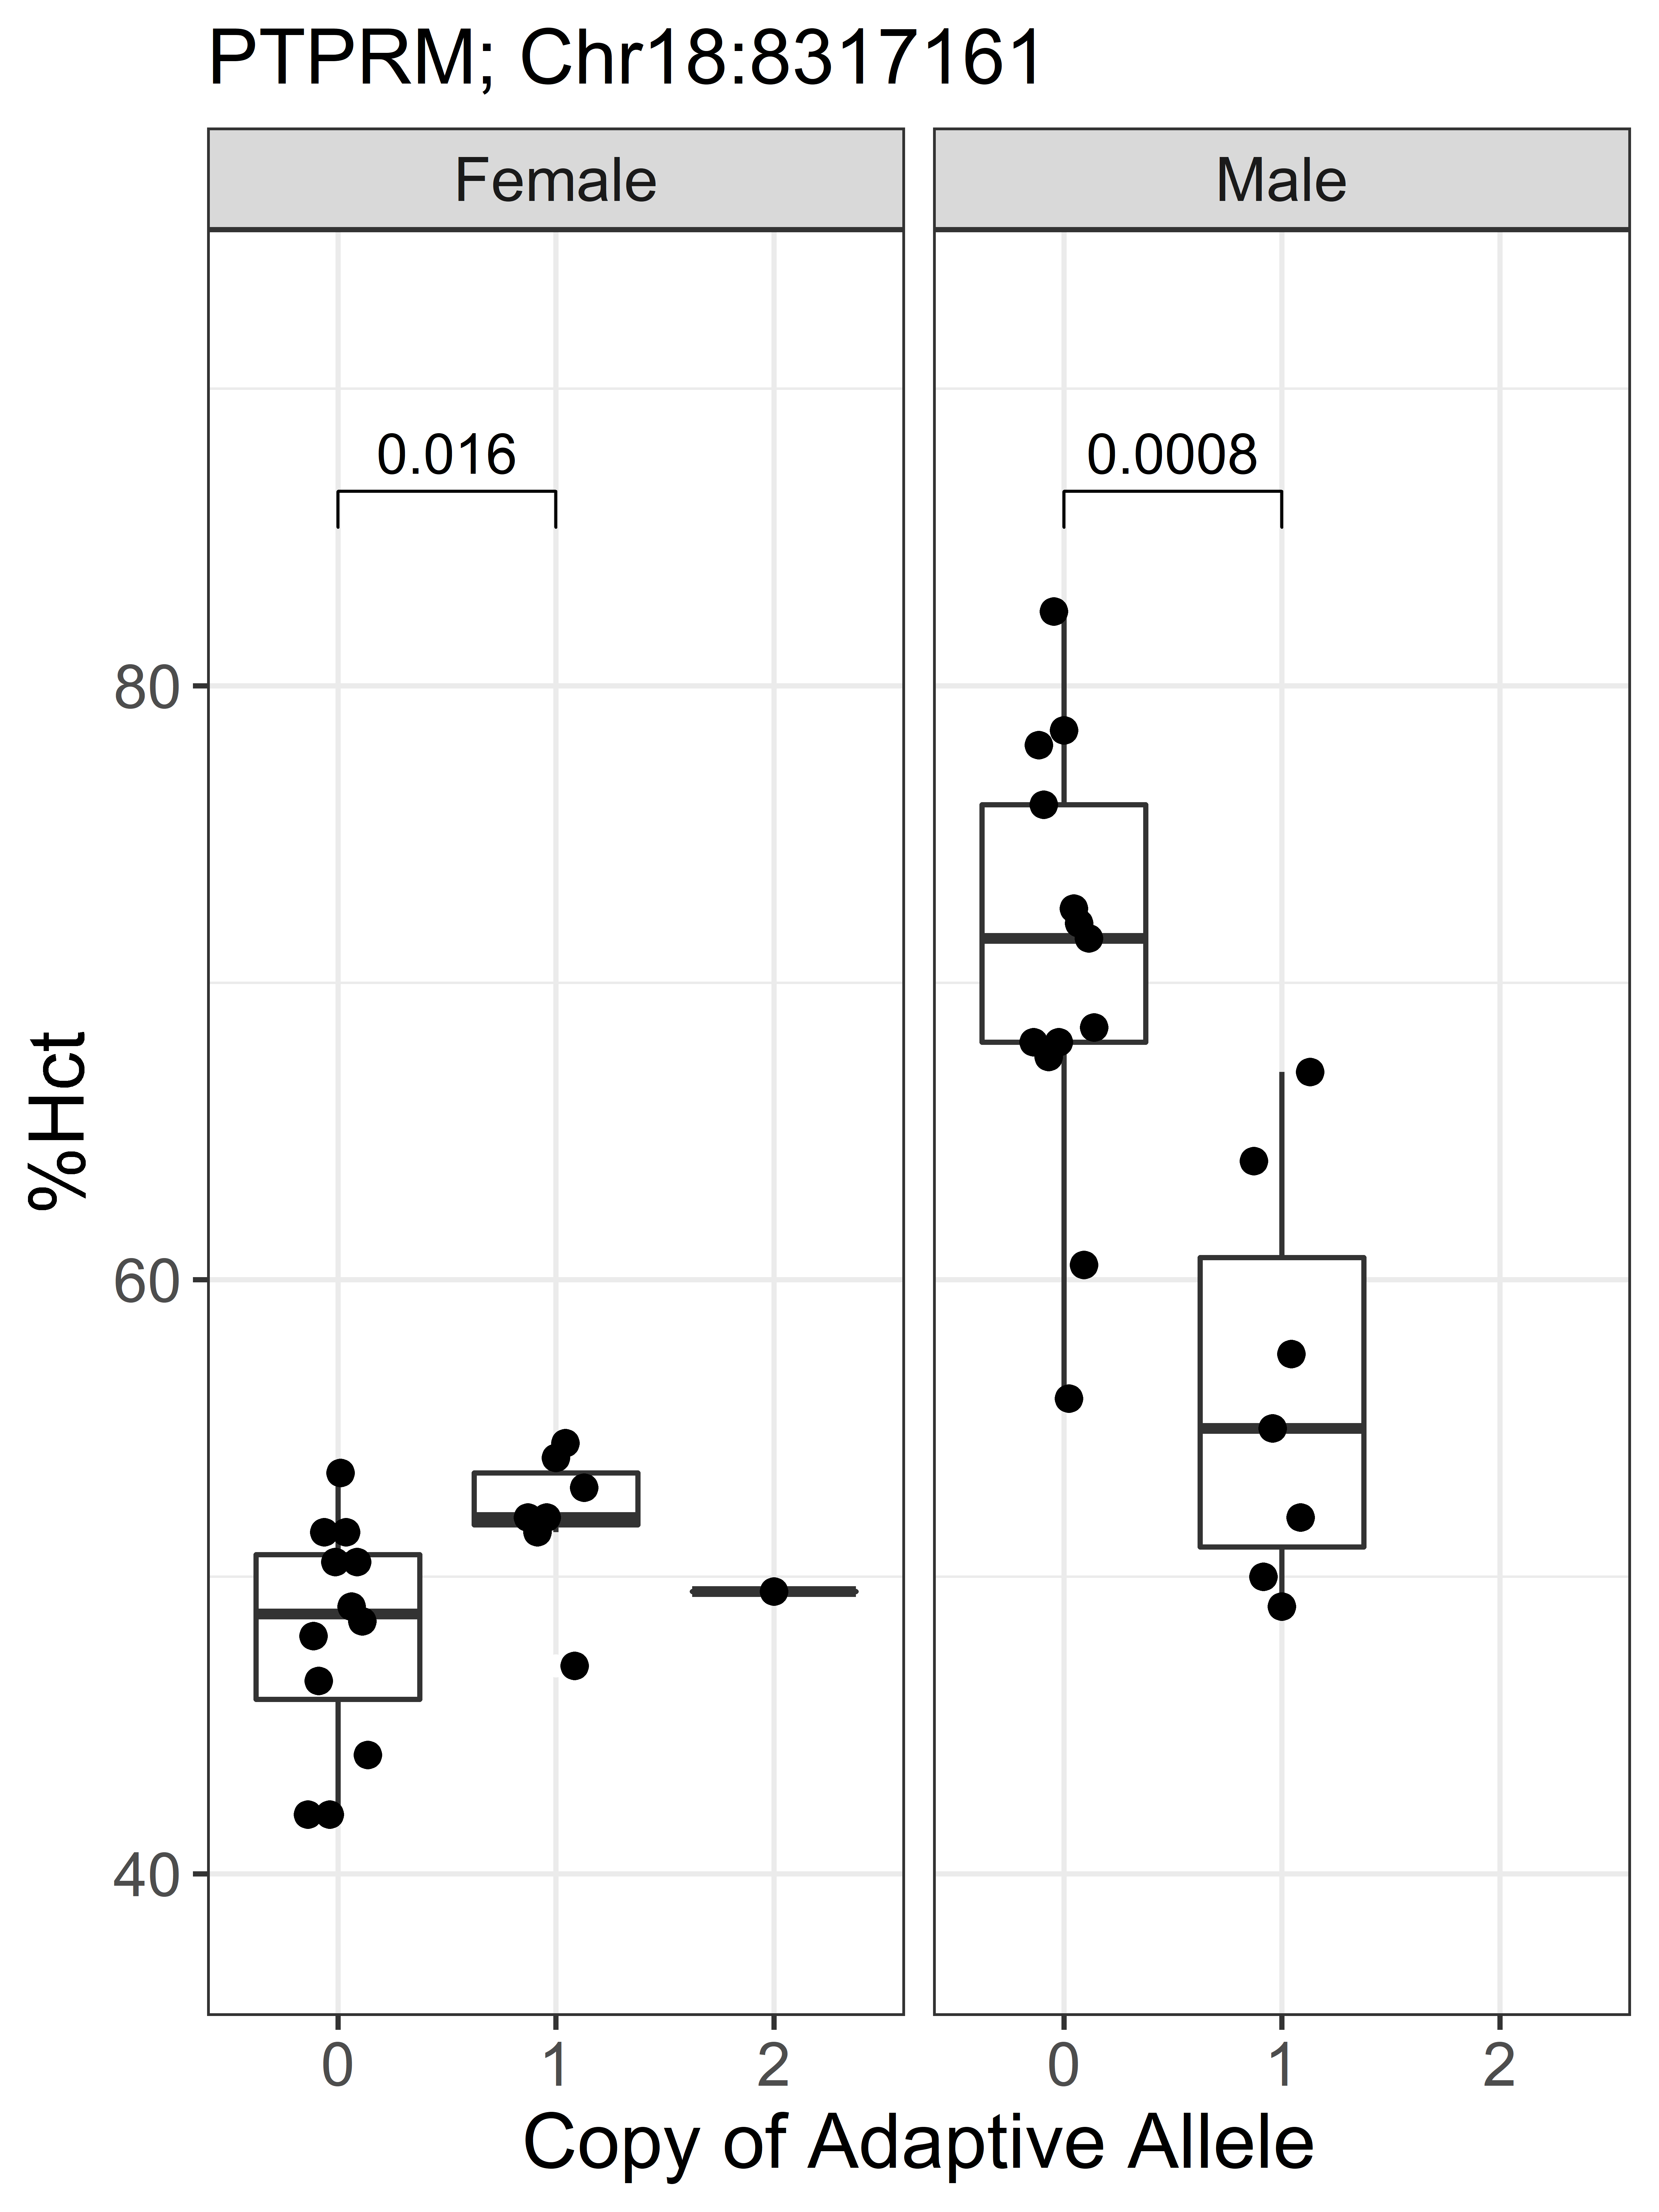 PTPRM; Chr18:8317161
Female Male
0.016 0.0008
80
60
40
%Hct
0 1 2 0 1 2
Copy of Adaptive Allele